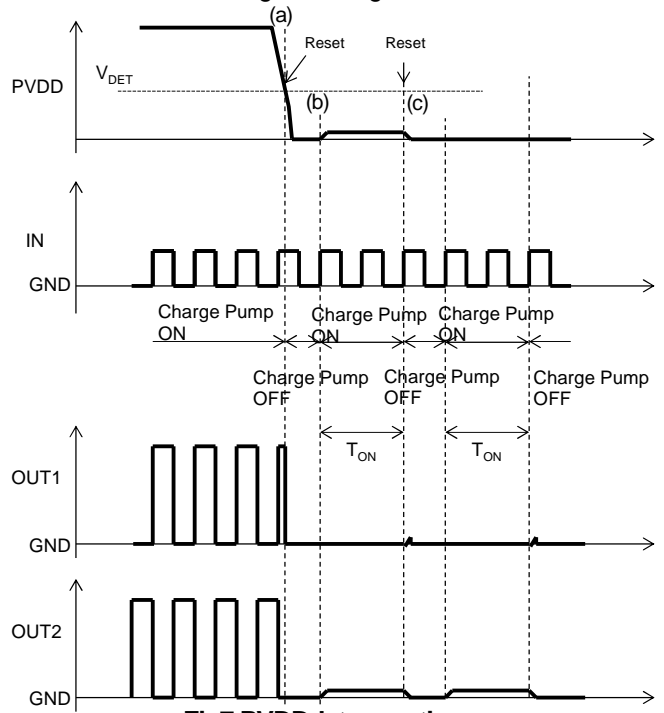 (a)
Reset
Reset
V_DET
PVDD
(b)
(c)
IN
GND
Charge Pump
ON
Charge Pump
ON
Charge Pump
ON
Charge Pump
OFF
Charge Pump
OFF
Charge Pump
OFF
T_ON
T_ON
OUT1
GND
OUT2
GND